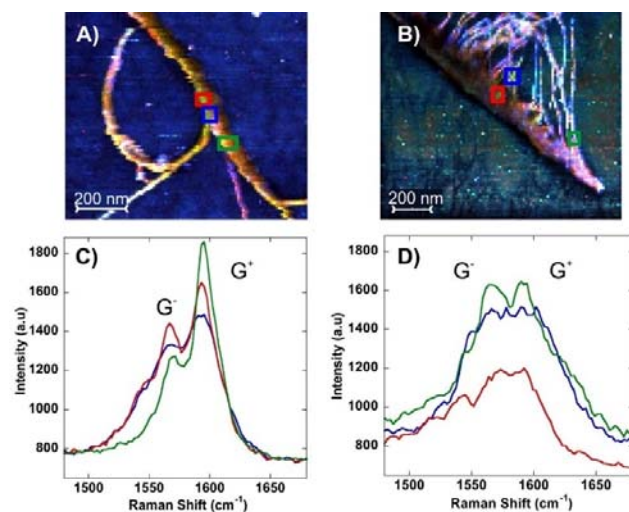 A)
200 nm
B)
200 nm
C)
G⁻
G⁺
1800
1600
1400
1200
1000
800
Intensity (a.u)
1500
1550
1600
1650
Raman Shift (cm⁻¹)
D)
G⁻
G⁺
1800
1600
1400
1200
1000
800
Intensity (a.u)
1500
1550
1600
1650
Raman Shift (cm⁻¹)